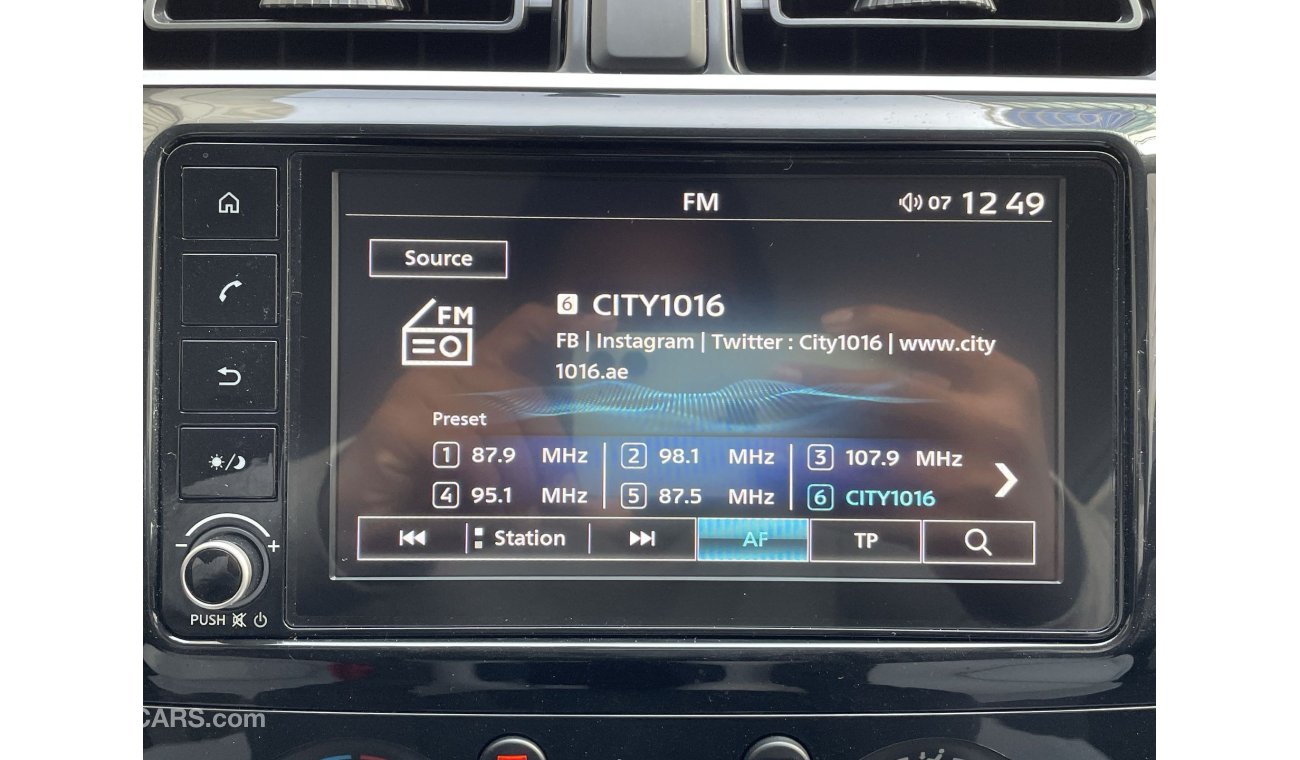 FM 07 12 49
Source
FM
6 CITY1016
FB | Instagram | Twitter : City1016 | www.city
1016.ae
Preset
1 87.9 MHz 2 98.1 MHz 3 107.9 MHz
4 95.1 MHz 5 87.5 MHz 6 CITY1016
Station AF TP
− +
PUSH
CARS.com